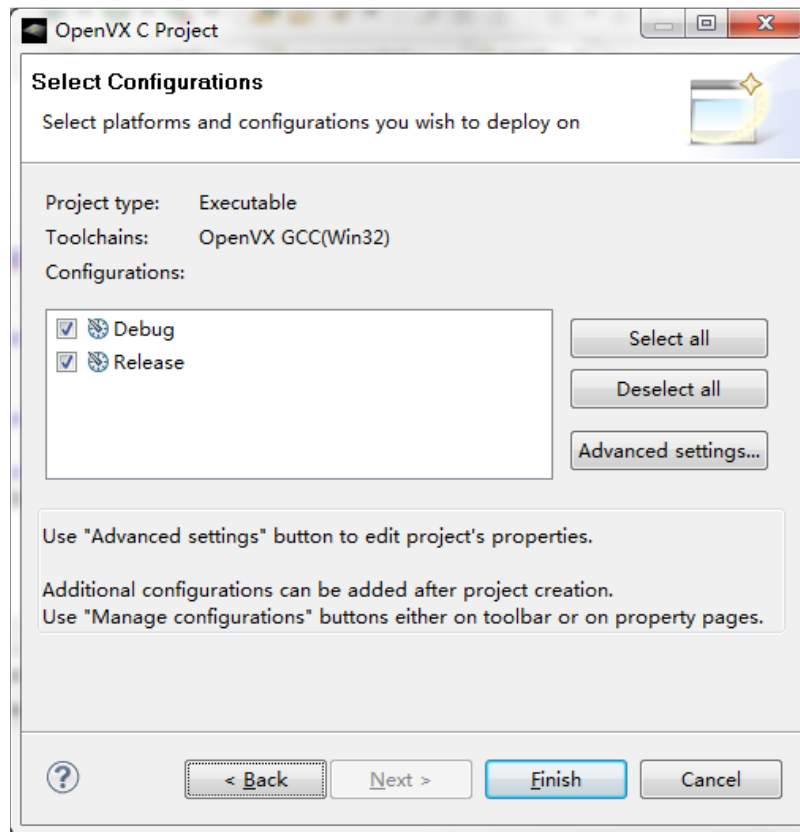 OpenVX C Project
Select Configurations
Select platforms and configurations you wish to deploy on
Project type: Executable
Toolchains: OpenVX GCC(Win32)
Configurations:
Debug
Release
Select all
Deselect all
Advanced settings...
Use "Advanced settings" button to edit project's properties.
Additional configurations can be added after project creation.
Use "Manage configurations" buttons either on toolbar or on property pages.
?
< Back
Next >
Finish
Cancel